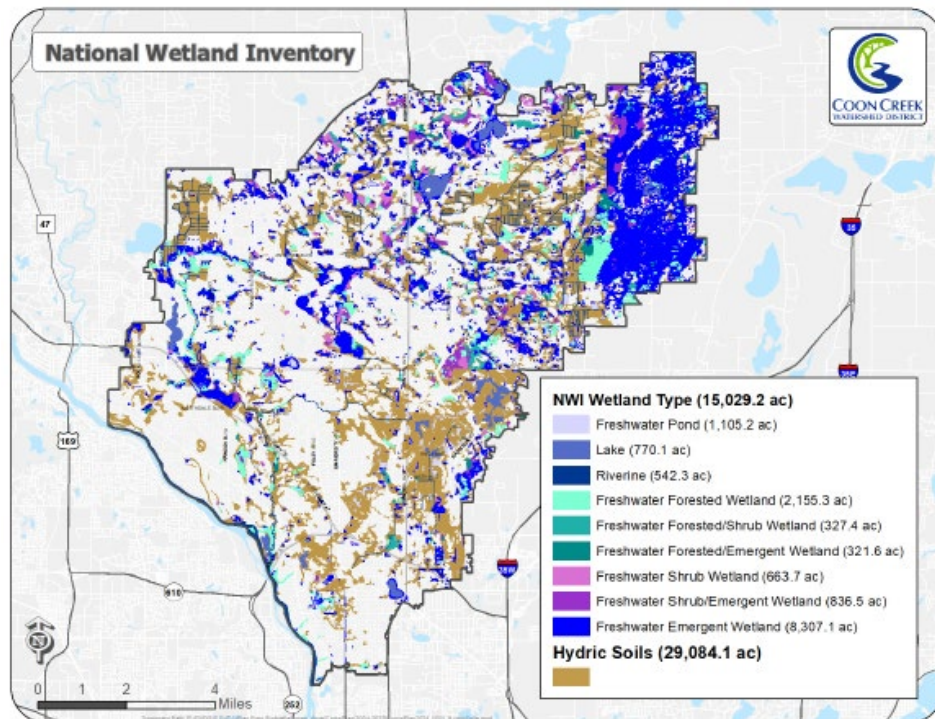 National Wetland Inventory
COON CREEK
WATERSHED DISTRICT
47
35
169
35E
35W
610
252
N
0 1 2 4
Miles
NWI Wetland Type (15,029.2 ac)
Freshwater Pond (1,105.2 ac)
Lake (770.1 ac)
Riverine (542.3 ac)
Freshwater Forested Wetland (2,155.3 ac)
Freshwater Forested/Shrub Wetland (327.4 ac)
Freshwater Forested/Emergent Wetland (321.6 ac)
Freshwater Shrub Wetland (663.7 ac)
Freshwater Shrub/Emergent Wetland (836.5 ac)
Freshwater Emergent Wetland (8,307.1 ac)
Hydric Soils (29,084.1 ac)